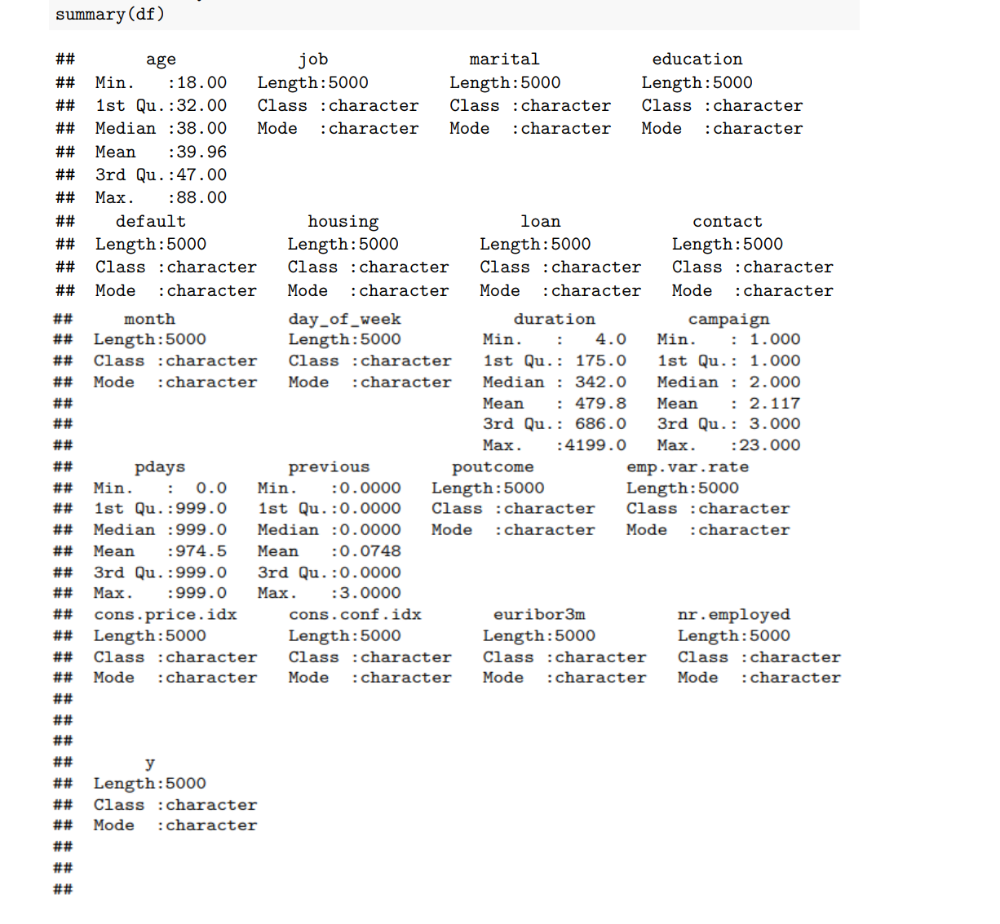 summary(df)
##       age            job              marital           education
##  Min.   :18.00   Length:5000        Length:5000        Length:5000
##  1st Qu.:32.00   Class :character   Class :character   Class :character
##  Median :38.00   Mode  :character   Mode  :character   Mode  :character
##  Mean   :39.96
##  3rd Qu.:47.00
##  Max.   :88.00
##    default            housing              loan             contact
##  Length:5000        Length:5000        Length:5000        Length:5000
##  Class :character   Class :character   Class :character   Class :character
##  Mode  :character   Mode  :character   Mode  :character   Mode  :character
##     month           day_of_week           duration         campaign
##  Length:5000        Length:5000        Min.   :   4.0   Min.   : 1.000
##  Class :character   Class :character   1st Qu.: 175.0   1st Qu.: 1.000
##  Mode  :character   Mode  :character   Median : 342.0   Median : 2.000
##                                        Mean   : 479.8   Mean   : 2.117
##                                        3rd Qu.: 686.0   3rd Qu.: 3.000
##                                        Max.   :4199.0   Max.   :23.000
##      pdays          previous        poutcome         emp.var.rate
##  Min.   :  0.0   Min.   :0.0000   Length:5000        Length:5000
##  1st Qu.:999.0   1st Qu.:0.0000   Class :character   Class :character
##  Median :999.0   Median :0.0000   Mode  :character   Mode  :character
##  Mean   :974.5   Mean   :0.0748
##  3rd Qu.:999.0   3rd Qu.:0.0000
##  Max.   :999.0   Max.   :3.0000
##  cons.price.idx     cons.conf.idx       euribor3m         nr.employed
##  Length:5000        Length:5000        Length:5000        Length:5000
##  Class :character   Class :character   Class :character   Class :character
##  Mode  :character   Mode  :character   Mode  :character   Mode  :character
##
##
##
##       y
##  Length:5000
##  Class :character
##  Mode  :character
##
##
##